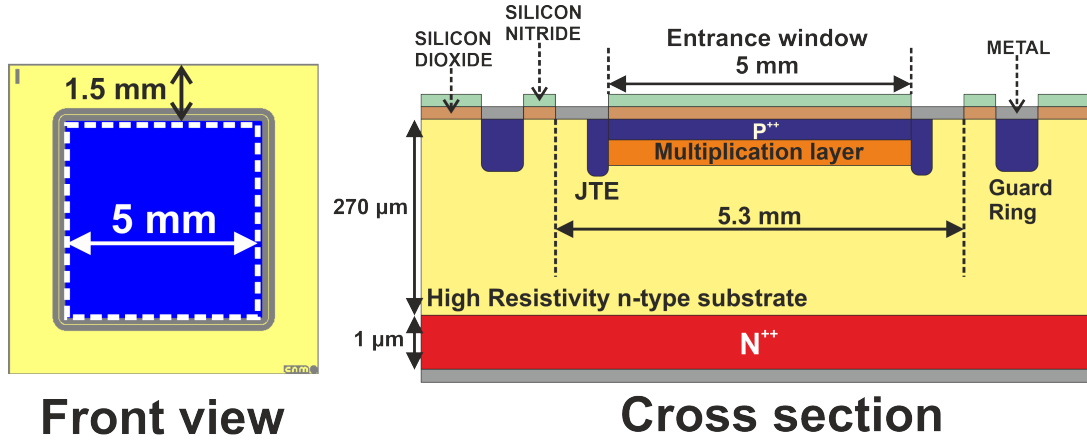 1.5 mm
5 mm
cnm
Front view
SILICON
DIOXIDE
SILICON
NITRIDE
Entrance window
5 mm
METAL
P++
Multiplication layer
JTE
Guard
Ring
270 µm
5.3 mm
High Resistivity n-type substrate
1 µm
N++
Cross section